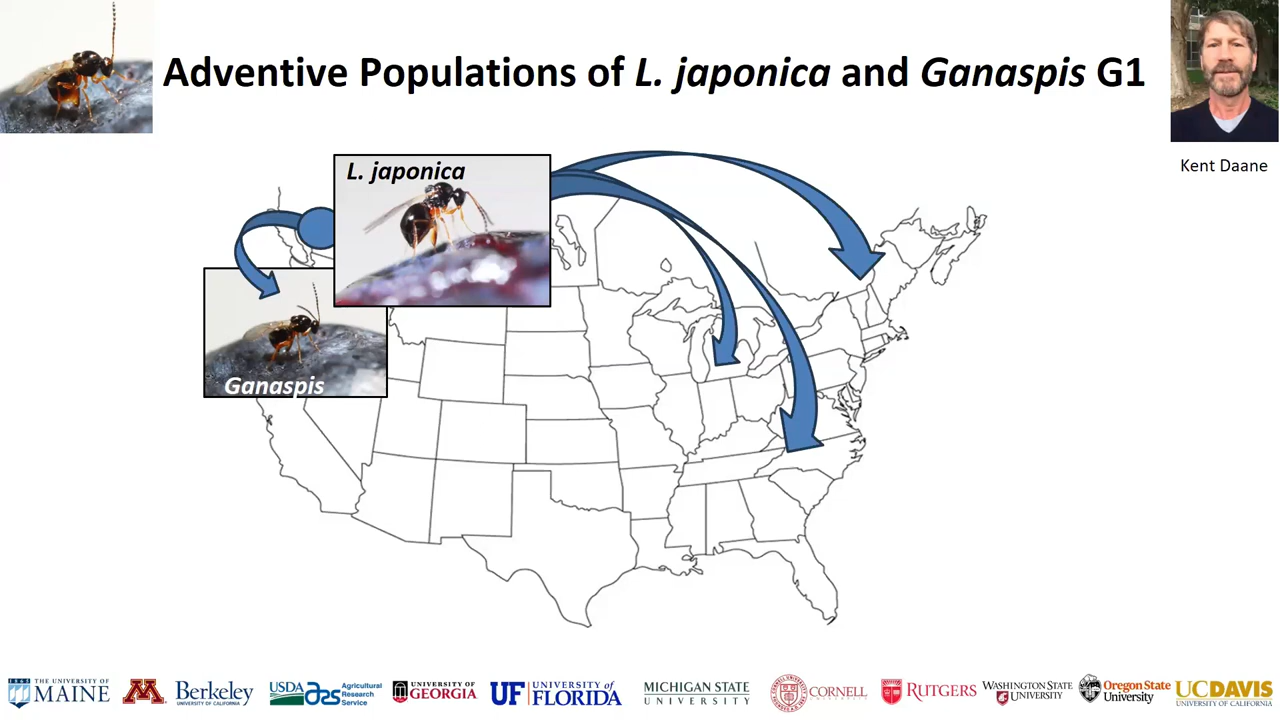 Adventive Populations of L. japonica and Ganaspis G1
Kent Daane
L. japonica
Ganaspis
1865 THE UNIVERSITY OF
MAINE
M
Berkeley
UNIVERSITY OF CALIFORNIA
USDA
ars
Agricultural
Research
Service
UNIVERSITY OF
GEORGIA
UF UNIVERSITY of
FLORIDA
MICHIGAN STATE
UNIVERSITY
CORNELL
RUTGERS
WASHINGTON STATE
UNIVERSITY
Oregon State
University
UCDAVIS
UNIVERSITY OF CALIFORNIA